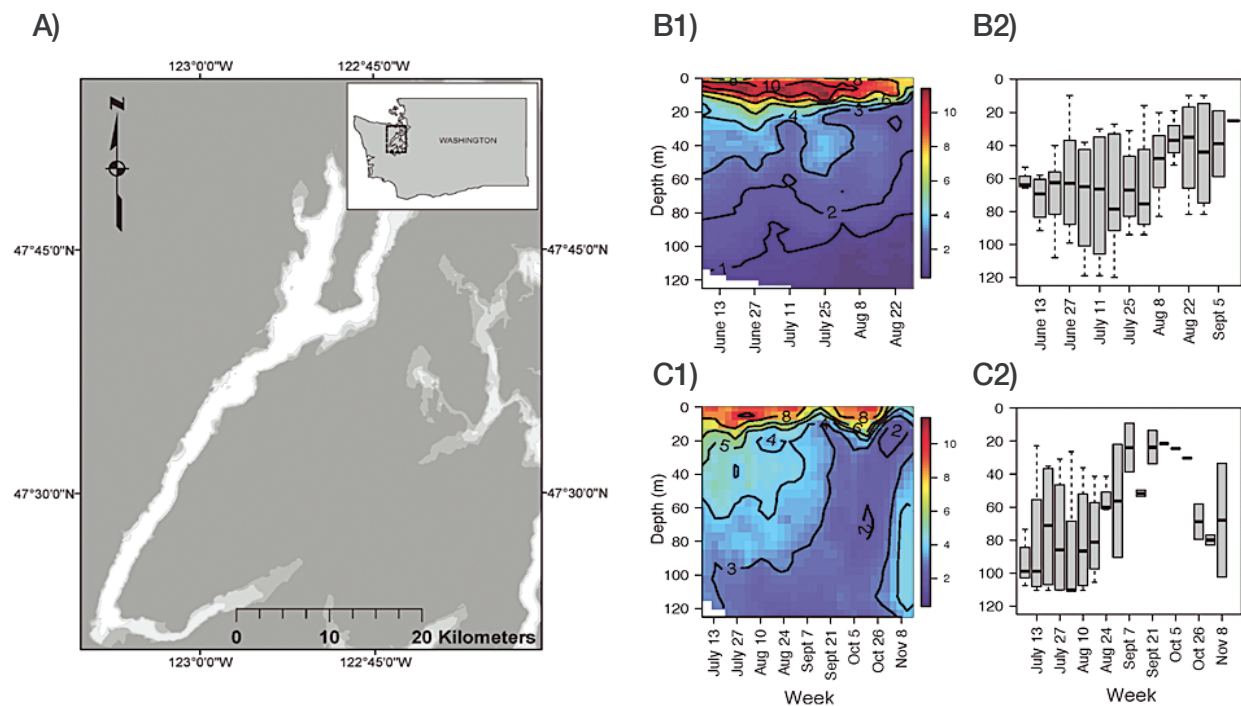 A)
B1)
B2)
C1)
C2)
123°0'0"W
122°45'0"W
N
WASHINGTON
47°45'0"N
47°45'0"N
47°30'0"N
47°30'0"N
0 10 20 Kilometers
123°0'0"W
122°45'0"W
Depth (m)
0
20
40
60
80
100
120
8
10
6
4
3
2
1
June 13
June 27
July 11
July 25
Aug 8
Aug 22
10
8
6
4
2
0
20
40
60
80
100
120
June 13
June 27
July 11
July 25
Aug 8
Aug 22
Sept 5
Depth (m)
0
20
40
60
80
100
120
8
8
6
5
4
2
2
3
July 13
July 27
Aug 10
Aug 24
Sept 7
Sept 21
Oct 5
Oct 26
Nov 8
Week
10
8
6
4
2
0
20
40
60
80
100
120
July 13
July 27
Aug 10
Aug 24
Sept 7
Sept 21
Oct 5
Oct 26
Nov 8
Week